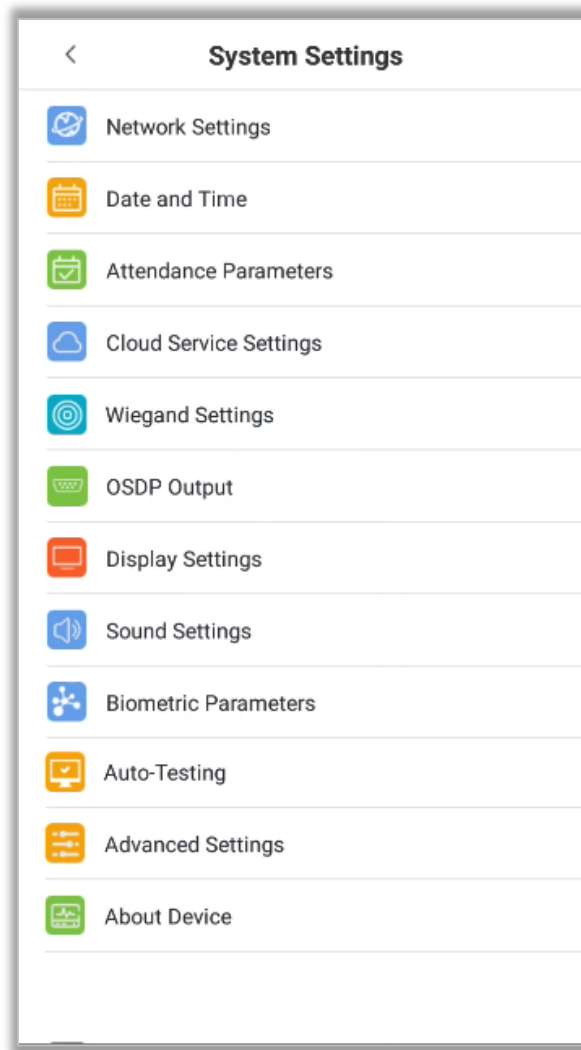 System Settings
Network Settings
Date and Time
Attendance Parameters
Cloud Service Settings
Wiegand Settings
OSDP Output
Display Settings
Sound Settings
Biometric Parameters
Auto-Testing
Advanced Settings
About Device